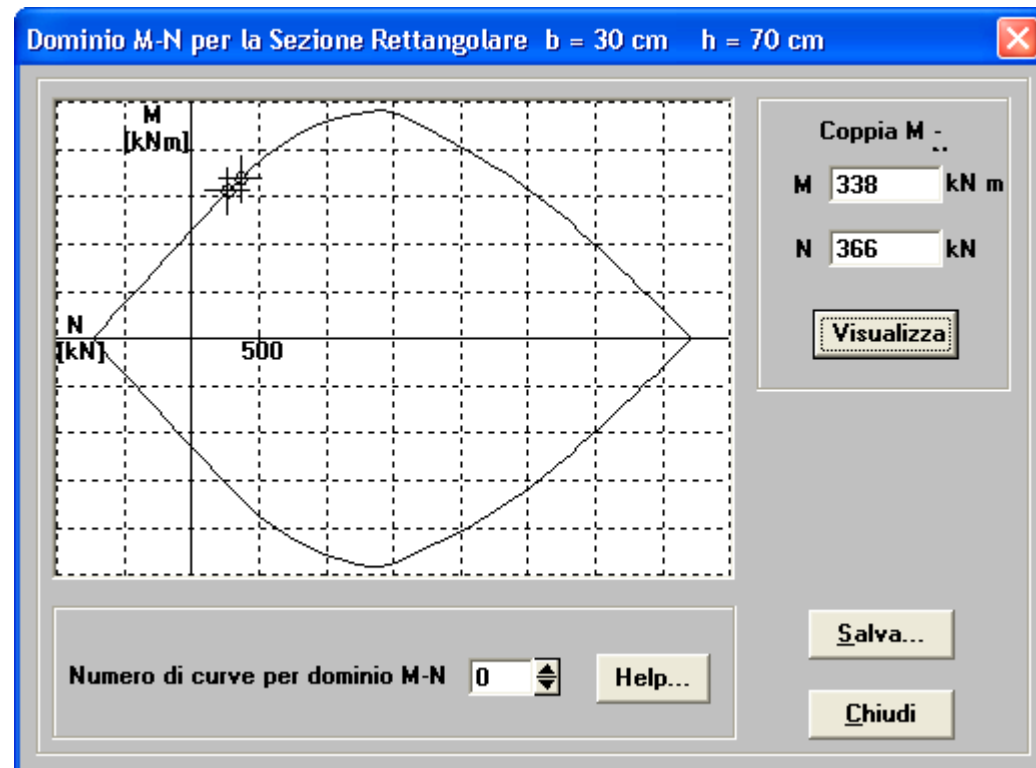 Dominio M-N per la Sezione Rettangolare b = 30 cm h = 70 cm
M
[kNm]
N
[kN]
500
Coppia M -
M 338 kN m
N 366 kN
Visualizza
Numero di curve per dominio M-N 0 Help...
Salva...
Chiudi